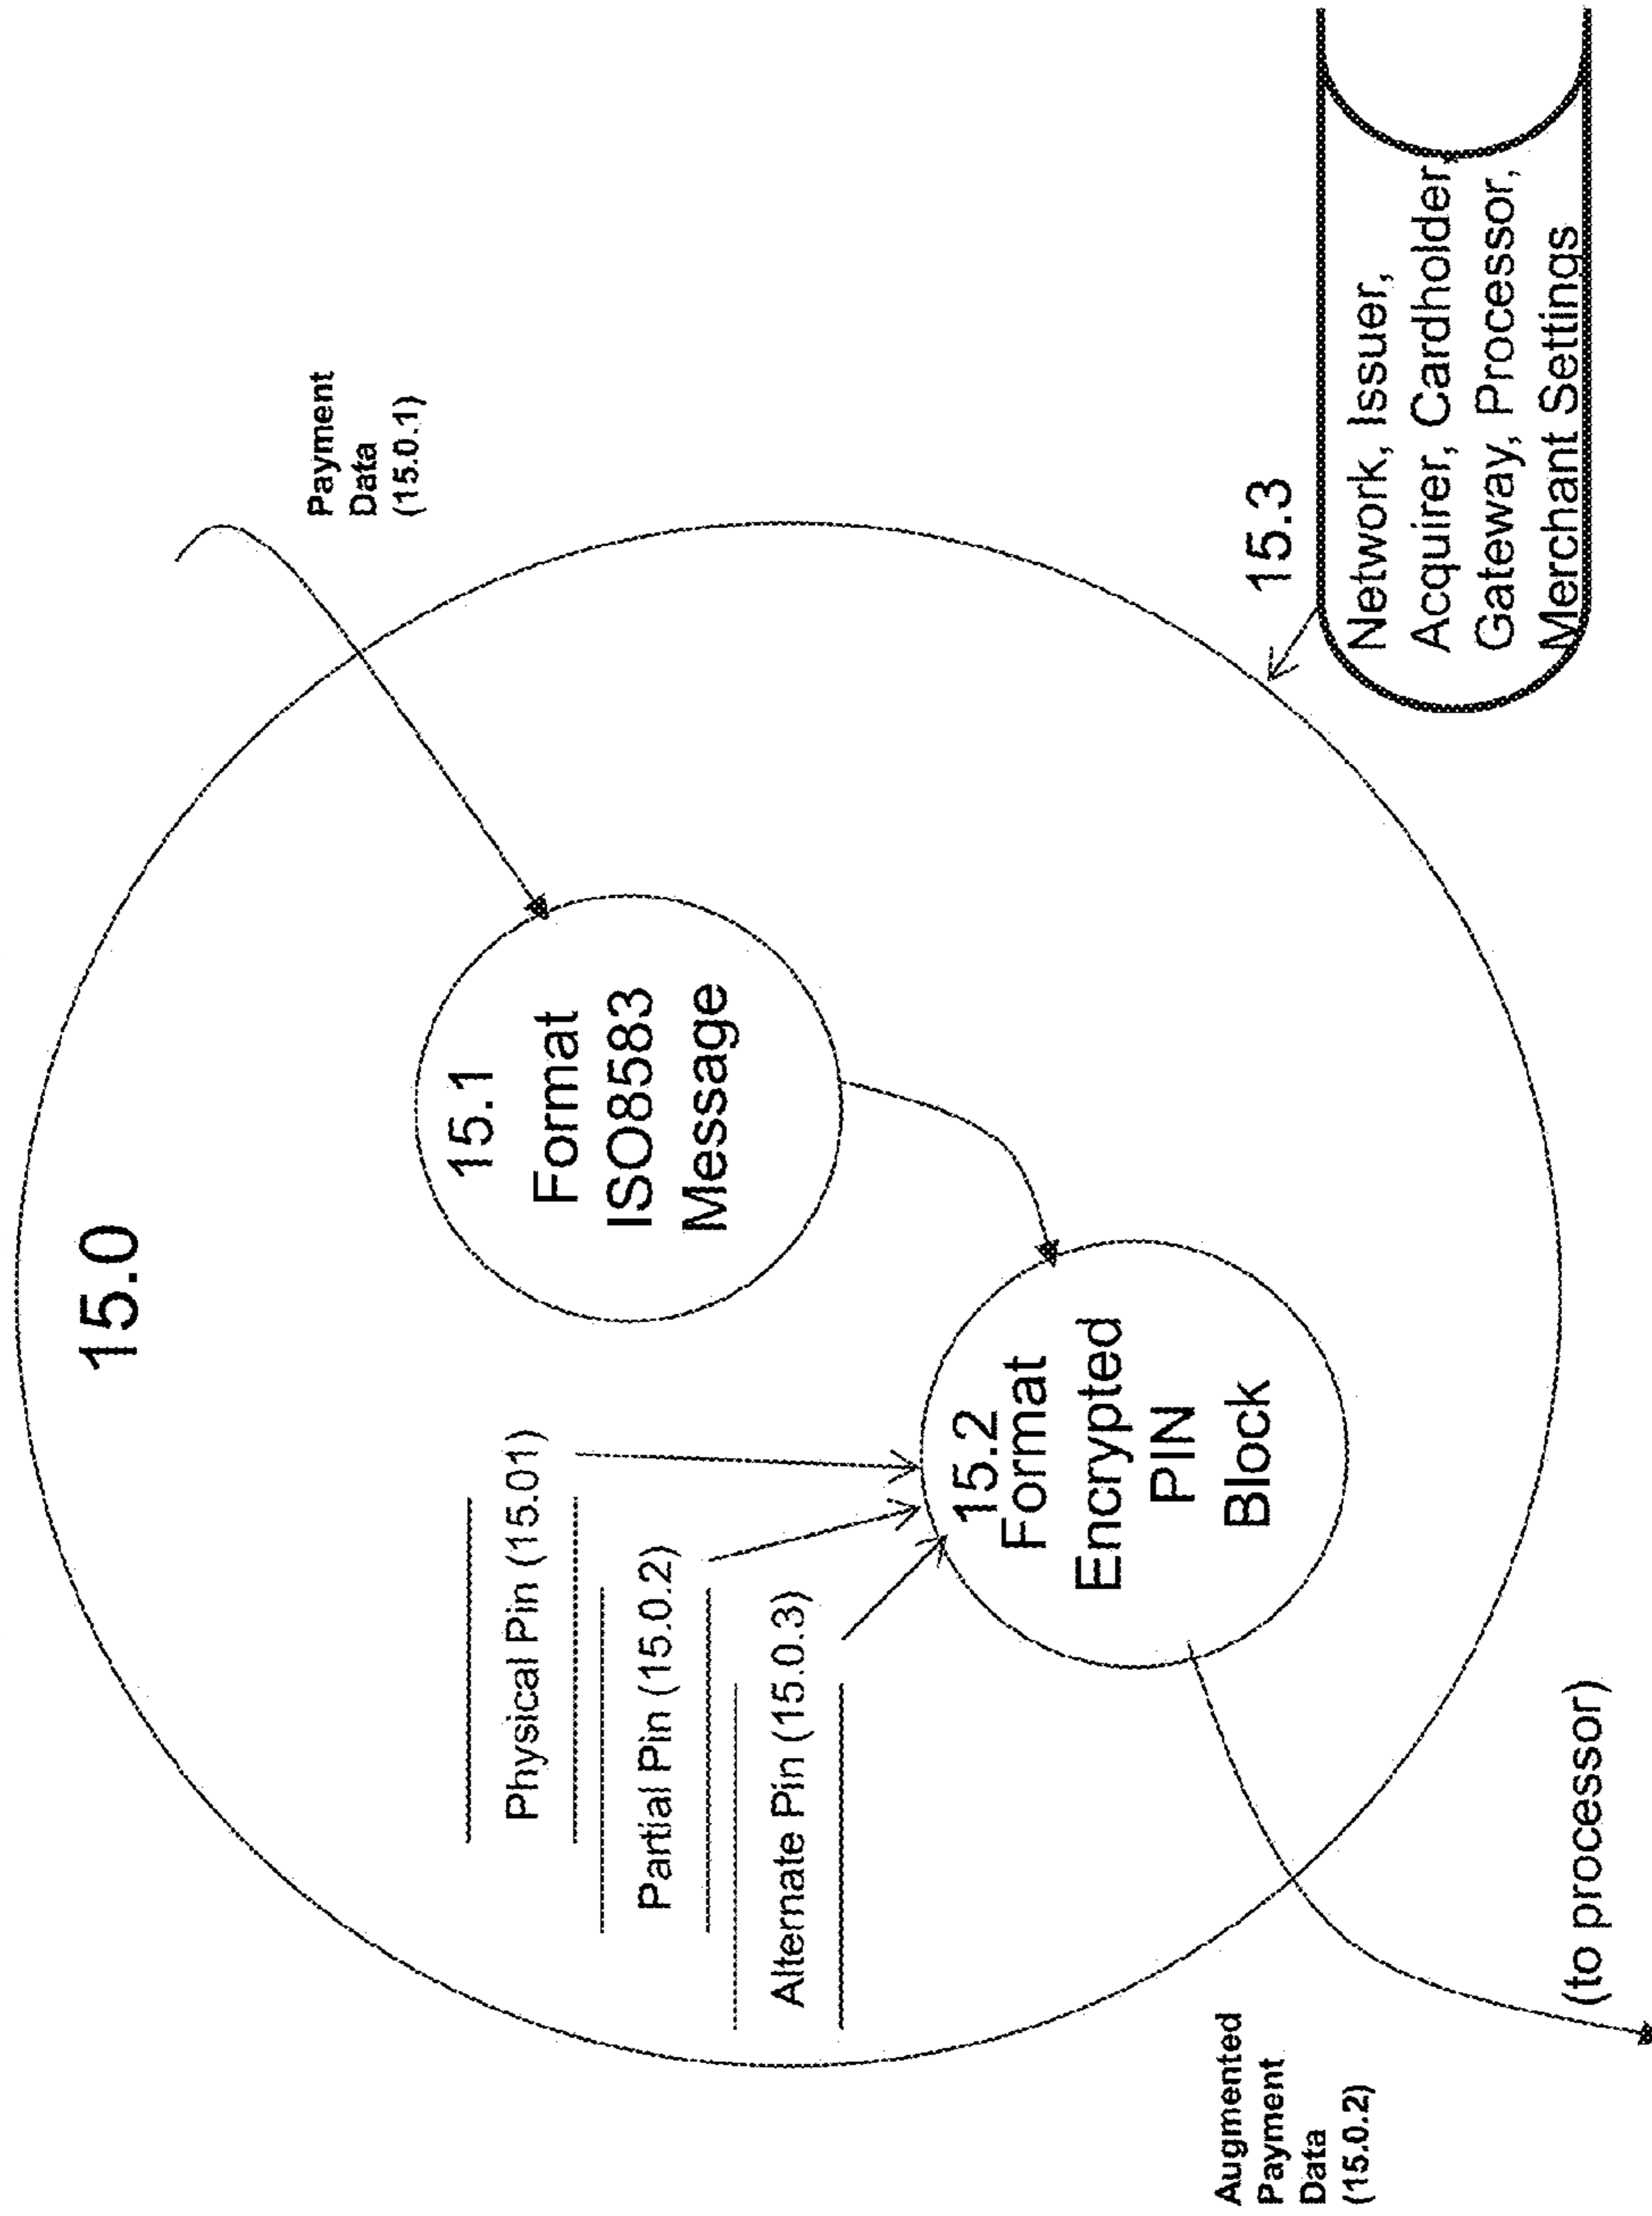 15.0
Payment
Data
(15.0.1)
15.1
Format
ISO8583
Message
Physical Pin (15.01)
Partial Pin (15.0.2)
Alternate Pin (15.0.3)
15.2
Format
Encrypted
PIN
Block
15.3
Network, Issuer,
Acquirer, Cardholder,
Gateway, Processor,
Merchant Settings
Augmented
Payment
Data
(15.0.2)
(to processor)